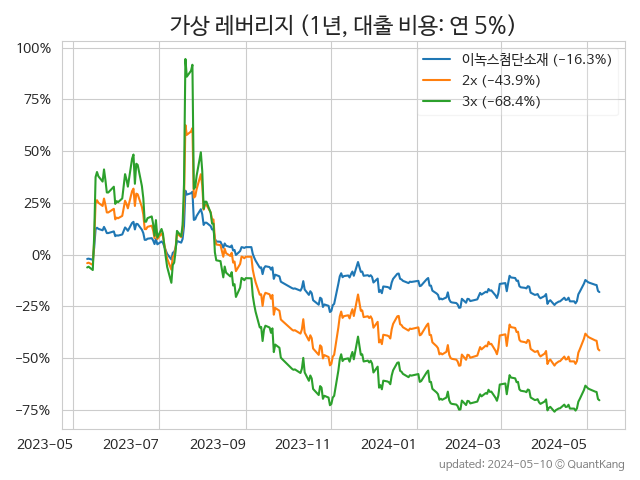 가상 레버리지 (1년, 대출 비용: 연 5%)
이녹스첨단소재 (-16.3%)
2x (-43.9%)
3x (-68.4%)
100%
75%
50%
25%
0%
-25%
-50%
-75%
2023-05 2023-07 2023-09 2023-11 2024-01 2024-03 2024-05
updated: 2024-05-10 © QuantKang